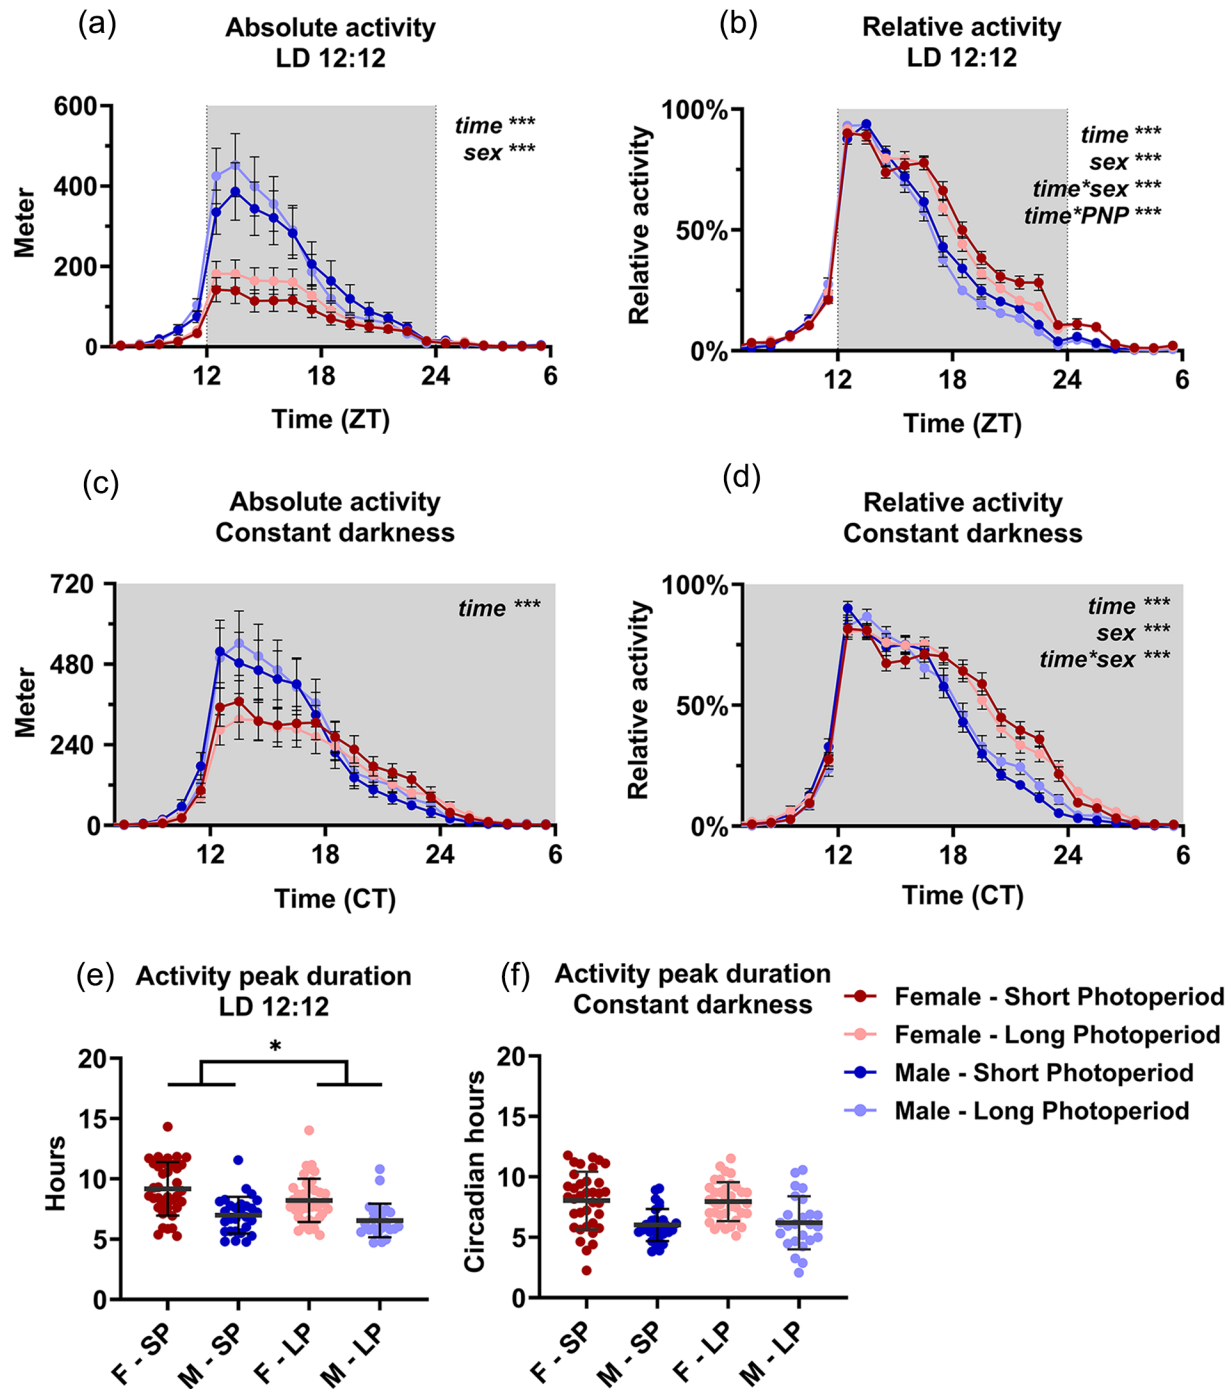 (a)
Absolute activity
LD 12:12
600
400
200
0
Meter
time ***
sex ***
12
18
24
6
Time (ZT)
(b)
Relative activity
LD 12:12
100%
50%
0%
Relative activity
time ***
sex ***
time*sex ***
time*PNP ***
12
18
24
6
Time (ZT)
(c)
Absolute activity
Constant darkness
720
480
240
0
Meter
time ***
12
18
24
6
Time (CT)
(d)
Relative activity
Constant darkness
100%
50%
0%
Relative activity
time ***
sex ***
time*sex ***
12
18
24
6
Time (CT)
(e)
Activity peak duration
LD 12:12
20
15
10
5
0
Hours
*
F - SP
M - SP
F - LP
M - LP
(f)
Activity peak duration
Constant darkness
20
15
10
5
0
Circadian hours
F - SP
M - SP
F - LP
M - LP
Female - Short Photoperiod
Female - Long Photoperiod
Male - Short Photoperiod
Male - Long Photoperiod